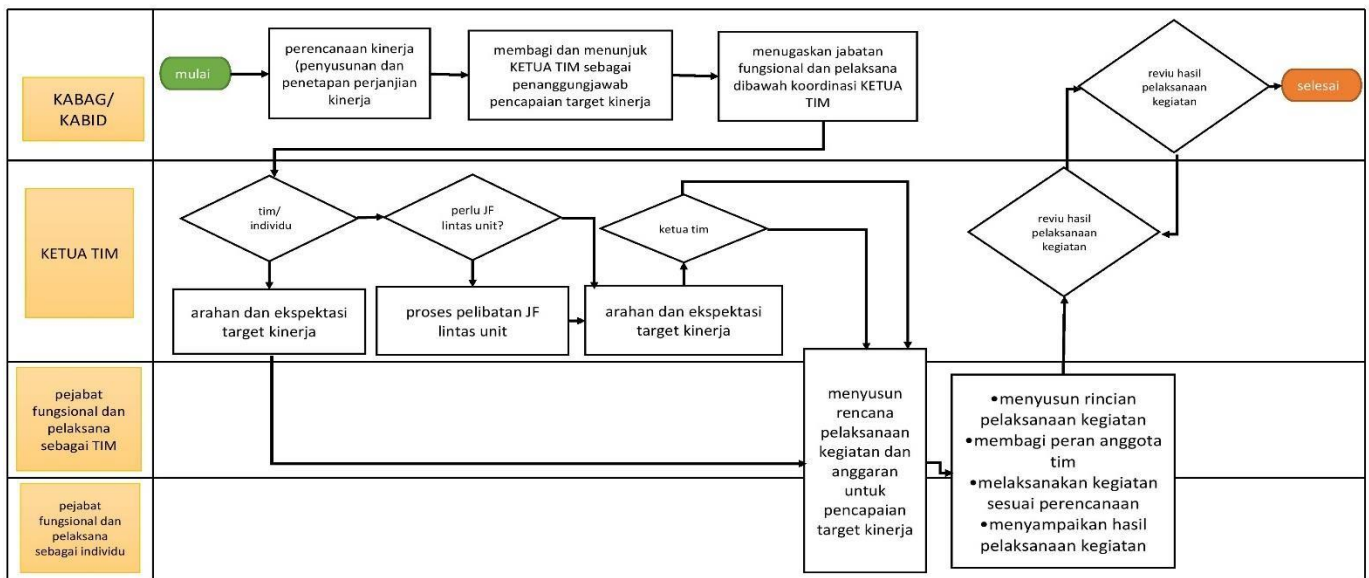 KABAG/
KABID
mulai
perencanaan kinerja
(penyusunan dan
penetapan perjanjian
kinerja
membagi dan menunjuk
KETUA TIM sebagai
penanggungjawab
pencapaian target kinerja
menugaskan jabatan
fungsional dan pelaksana
dibawah koordinasi KETUA
TIM
reviu hasil
pelaksanaan
kegiatan
selesai
KETUA TIM
tim/
individu
perlu JF
lintas unit?
ketua tim
reviu hasil
pelaksanaan
kegiatan
arahan dan ekspektasi
target kinerja
proses pelibatan JF
lintas unit
arahan dan ekspektasi
target kinerja
pejabat
fungsional dan
pelaksana
sebagai TIM
menyusun
rencana
pelaksanaan
kegiatan dan
anggaran
untuk
pencapaian
target kinerja
•menyusun rincian
pelaksanaan kegiatan
•membagi peran anggota
tim
•melaksanakan kegiatan
sesuai perencanaan
•menyampaikan hasil
pelaksanaan kegiatan
pejabat
fungsional dan
pelaksana
sebagai individu